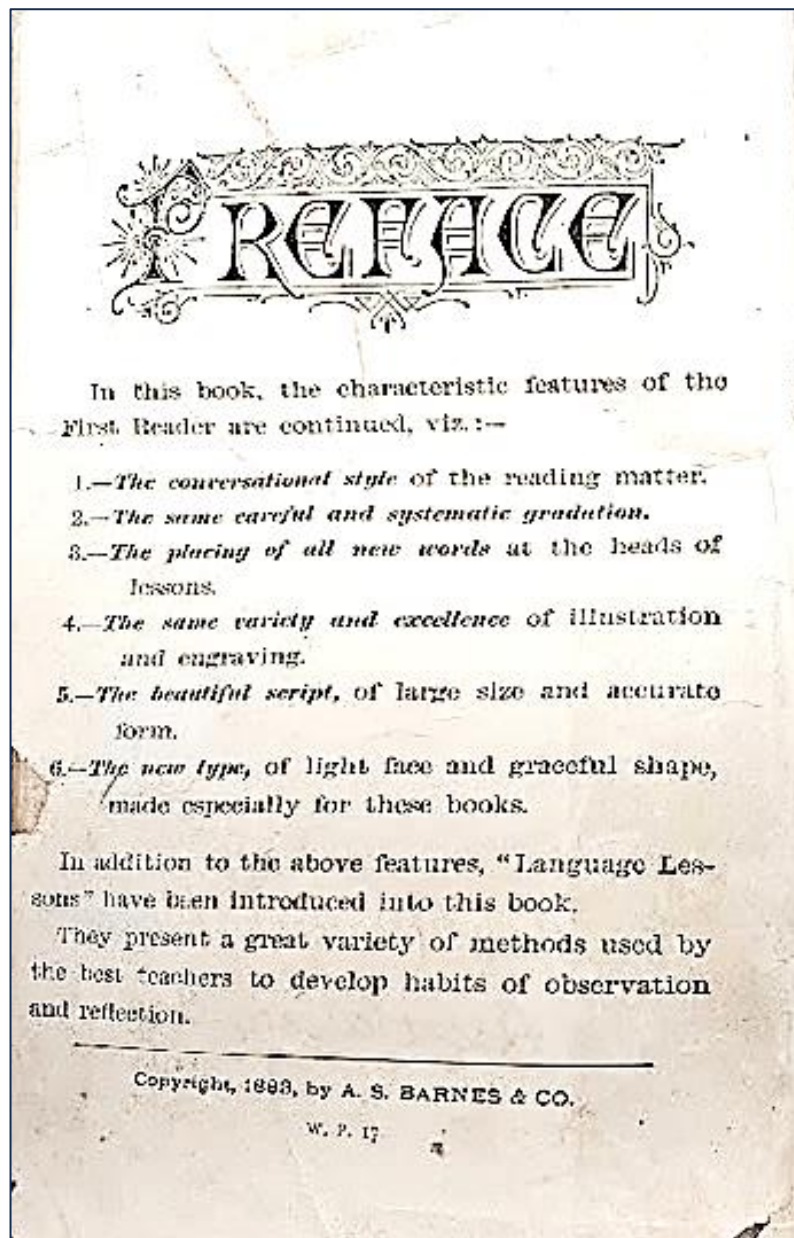 PREFACE
In this book, the characteristic features of the
First Reader are continued, viz.:—
1.—The conversational style of the reading matter.
2.—The same careful and systematic gradation.
3.—The placing of all new words at the heads of
lessons.
4.—The same variety and excellence of illustration
and engraving.
5.—The beautiful script, of large size and accurate
form.
6.—The new type, of light face and graceful shape,
made especially for these books.
In addition to the above features, “Language Les-
sons” have been introduced into this book.
They present a great variety of methods used by
the best teachers to develop habits of observation
and reflection.
Copyright, 1883, by A. S. BARNES & CO.
W. P. 17